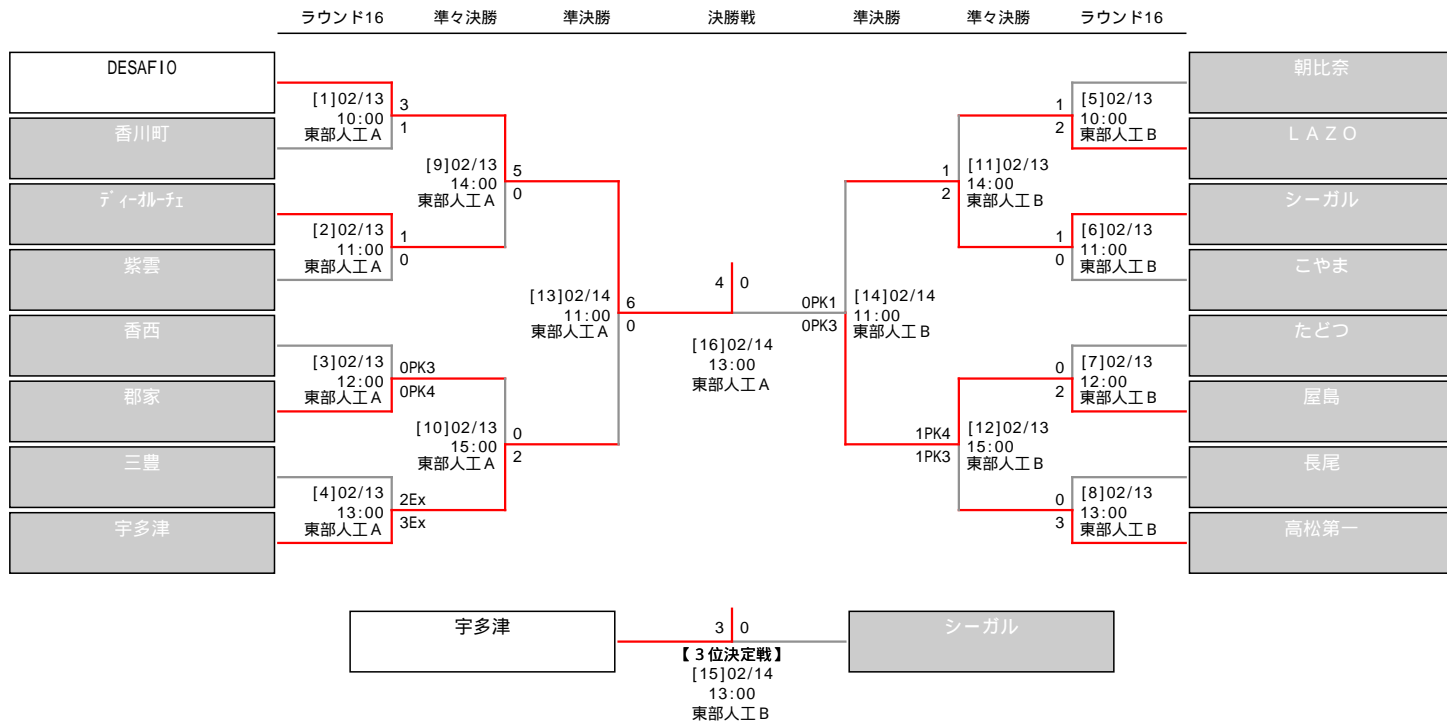 ラウンド16 準々決勝 準決勝 決勝戦 準決勝 準々決勝 ラウンド16
DESAFIO
[1]02/13
10:00
東部人工A
3
1
香川町
[9]02/13
14:00
東部人工A
5
0
ディーオルーチェ
[2]02/13
11:00
東部人工A
1
0
紫雲
[13]02/14
11:00
東部人工A
6
0
香西
[3]02/13
12:00
東部人工A
0PK3
0PK4
郡家
[10]02/13
15:00
東部人工A
0
2
三豊
[4]02/13
13:00
東部人工A
2Ex
3Ex
宇多津
4 0
[16]02/14
13:00
東部人工A
朝比奈
1
2
[5]02/13
10:00
東部人工B
LAZO
1
2
[11]02/13
14:00
東部人工B
シーガル
1
0
[6]02/13
11:00
東部人工B
こやま
0PK1
0PK3
[14]02/14
11:00
東部人工B
たどつ
0
2
[7]02/13
12:00
東部人工B
屋島
1PK4
1PK3
[12]02/13
15:00
東部人工B
長尾
0
3
[8]02/13
13:00
東部人工B
高松第一
宇多津
3 0
シーガル
【3位決定戦】
[15]02/14
13:00
東部人工B